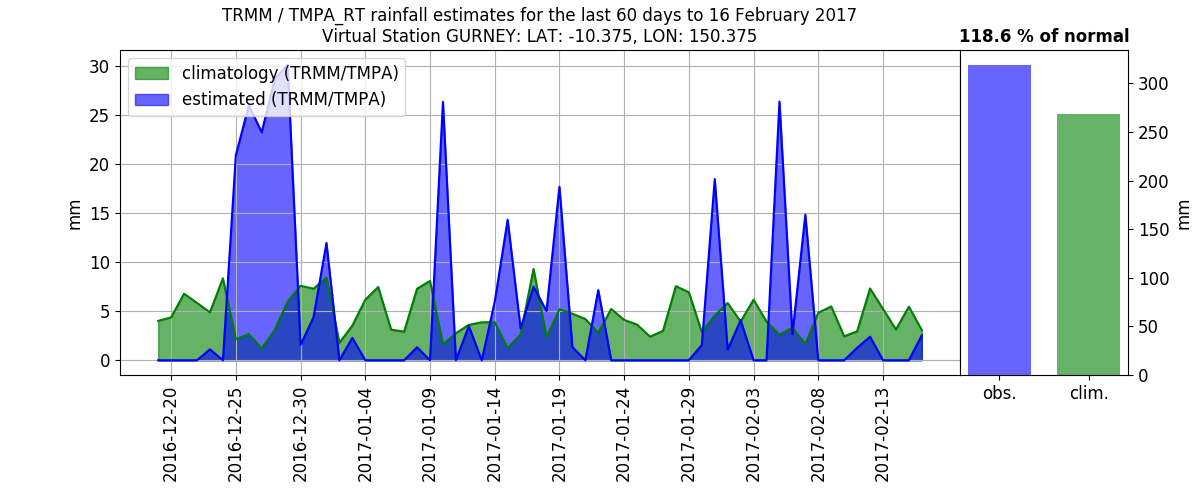 TRMM / TMPA_RT rainfall estimates for the last 60 days to 16 February 2017
Virtual Station GURNEY: LAT: -10.375, LON: 150.375
118.6 % of normal
climatology (TRMM/TMPA)
estimated (TRMM/TMPA)
mm
30
25
20
15
10
5
0
2016-12-20
2016-12-25
2016-12-30
2017-01-04
2017-01-09
2017-01-14
2017-01-19
2017-01-24
2017-01-29
2017-02-03
2017-02-08
2017-02-13
300
250
200
150
100
50
0
mm
obs.
clim.